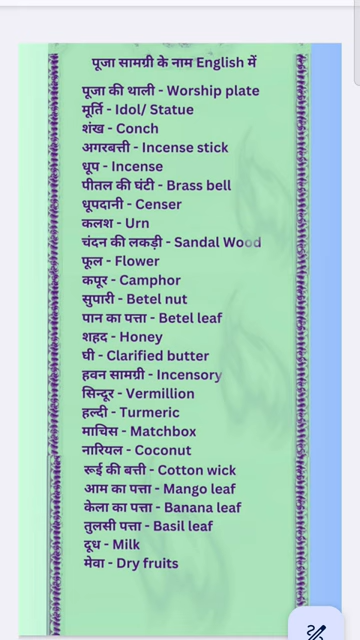 पूजा सामग्री के नाम English में
पूजा की थाली - Worship plate
मूर्ति - Idol/ Statue
शंख - Conch
अगरबत्ती - Incense stick
धूप - Incense
पीतल की घंटी - Brass bell
धूपदानी - Censer
कलश - Urn
चंदन की लकड़ी - Sandal Wood
फूल - Flower
कपूर - Camphor
सुपारी - Betel nut
पान का पत्ता - Betel leaf
शहद - Honey
घी - Clarified butter
हवन सामग्री - Incensory
सिन्दूर - Vermillion
हल्दी - Turmeric
माचिस - Matchbox
नारियल - Coconut
रूई की बत्ती - Cotton wick
आम का पत्ता - Mango leaf
केला का पत्ता - Banana leaf
तुलसी पत्ता - Basil leaf
दूध - Milk
मेवा - Dry fruits